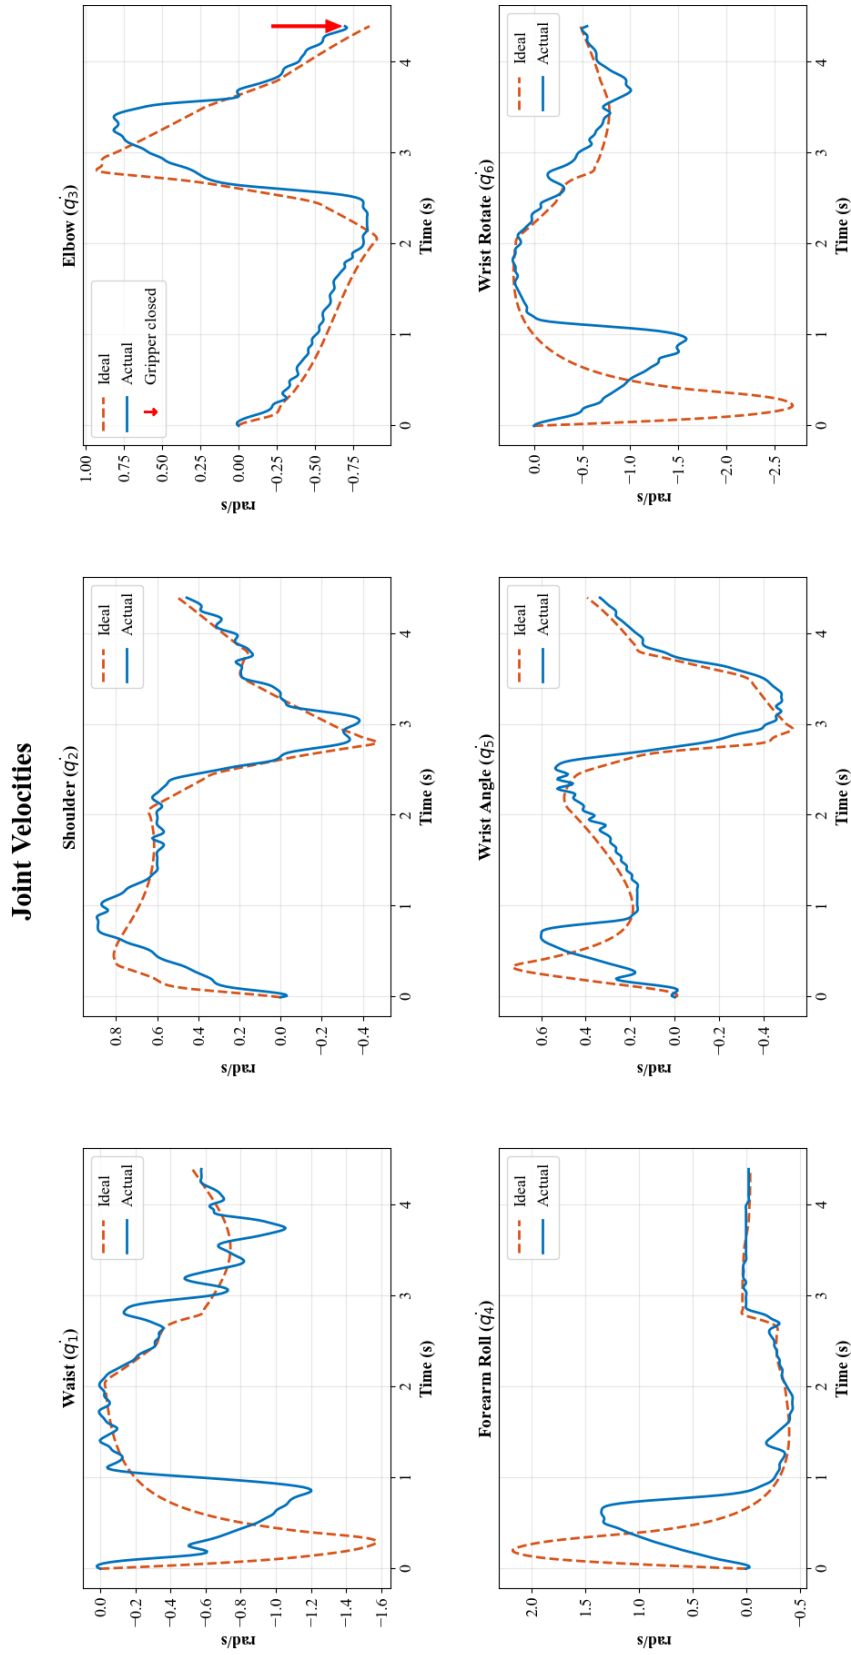 Joint Velocities
Waist (q̇1)
rad/s
0.0
−0.2
−0.4
−0.6
−0.8
−1.0
−1.2
−1.4
−1.6
0 1 2 3 4
Time (s)
Ideal
Actual
Shoulder (q̇2)
rad/s
0.8
0.6
0.4
0.2
0.0
−0.2
−0.4
0 1 2 3 4
Time (s)
Ideal
Actual
Elbow (q̇3)
rad/s
1.00
0.75
0.50
0.25
0.00
−0.25
−0.50
−0.75
0 1 2 3 4
Time (s)
Ideal
Actual
Gripper closed
Forearm Roll (q̇4)
rad/s
2.0
1.5
1.0
0.5
0.0
−0.5
0 1 2 3 4
Time (s)
Ideal
Actual
Wrist Angle (q̇5)
rad/s
0.6
0.4
0.2
0.0
−0.2
−0.4
0 1 2 3 4
Time (s)
Ideal
Actual
Wrist Rotate (q̇6)
rad/s
0.0
−0.5
−1.0
−1.5
−2.0
−2.5
0 1 2 3 4
Time (s)
Ideal
Actual